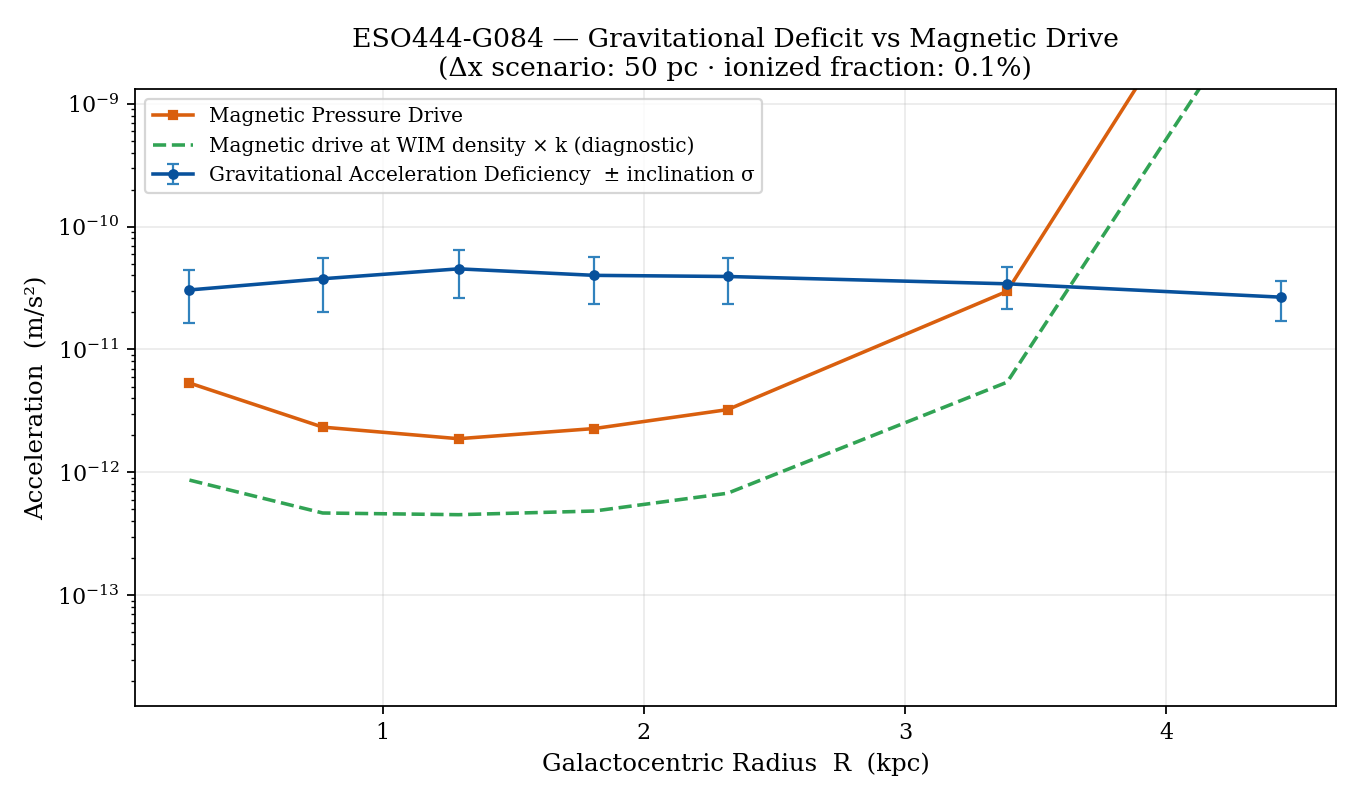 ESO444-G084 — Gravitational Deficit vs Magnetic Drive
(Δx scenario: 50 pc · ionized fraction: 0.1%)
Magnetic Pressure Drive
Magnetic drive at WIM density × k (diagnostic)
Gravitational Acceleration Deficiency ± inclination σ
Acceleration (m/s²)
10⁻⁹
10⁻¹⁰
10⁻¹¹
10⁻¹²
10⁻¹³
1 2 3 4
Galactocentric Radius R (kpc)